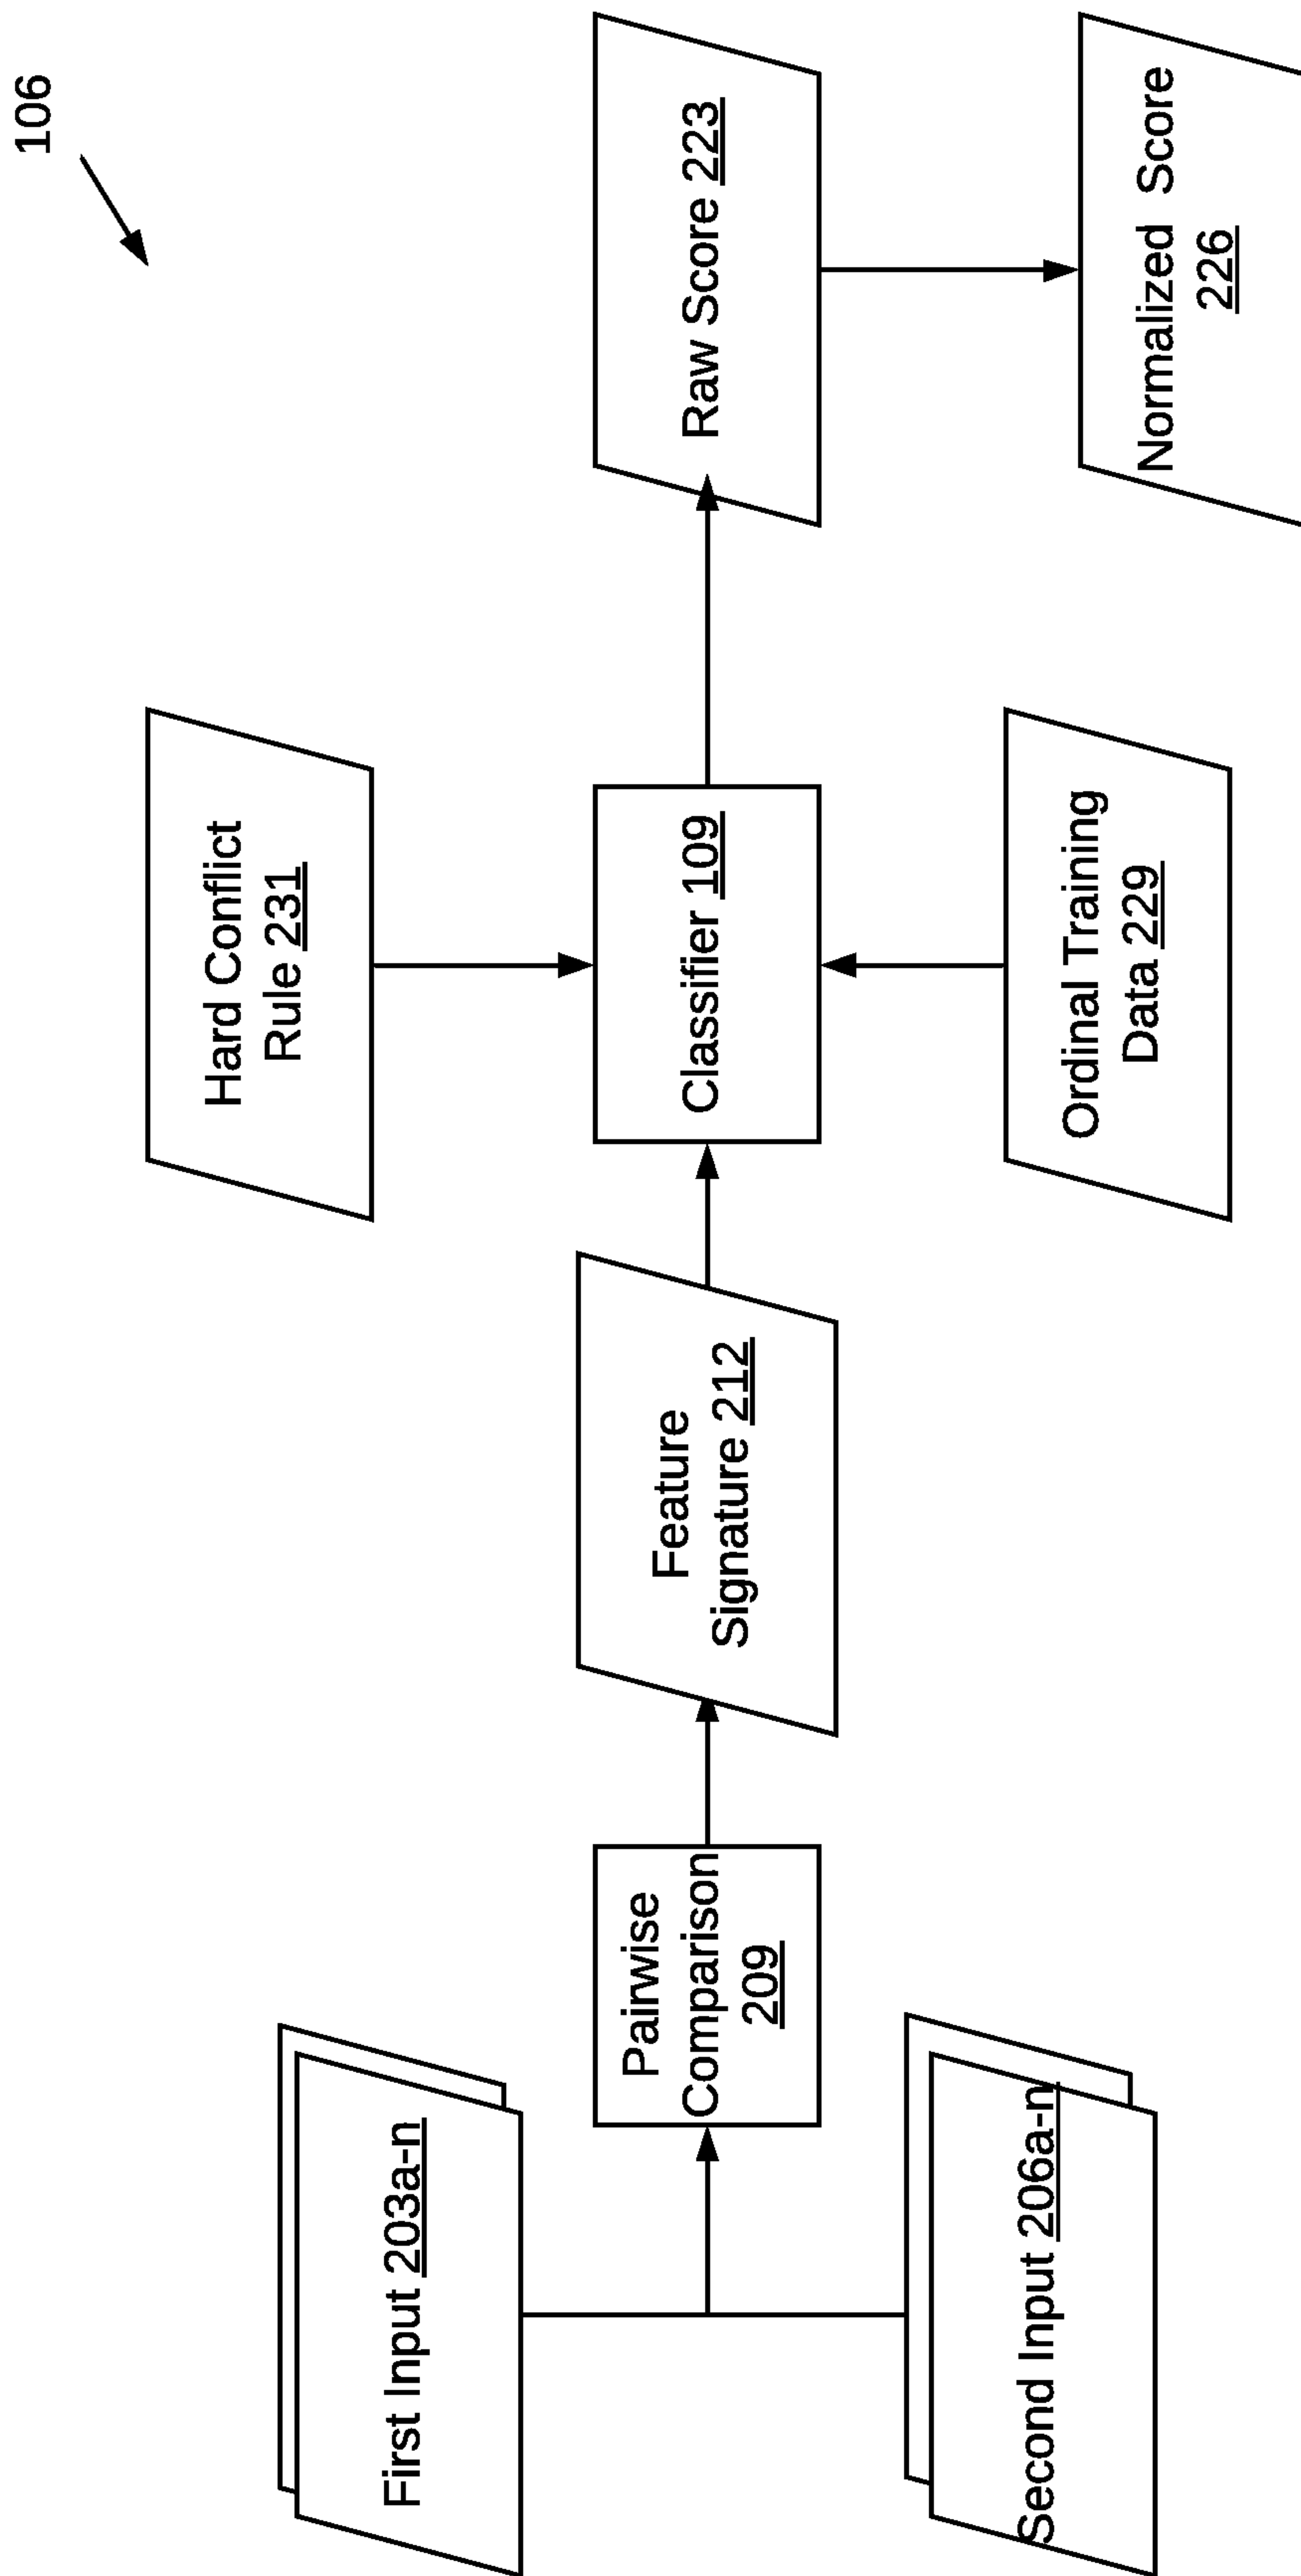 106
First Input 203a-n
Second Input 206a-n
Pairwise
Comparison
209
Feature
Signature 212
Hard Conflict
Rule 231
Classifier 109
Ordinal Training
Data 229
Raw Score 223
Normalized Score
226